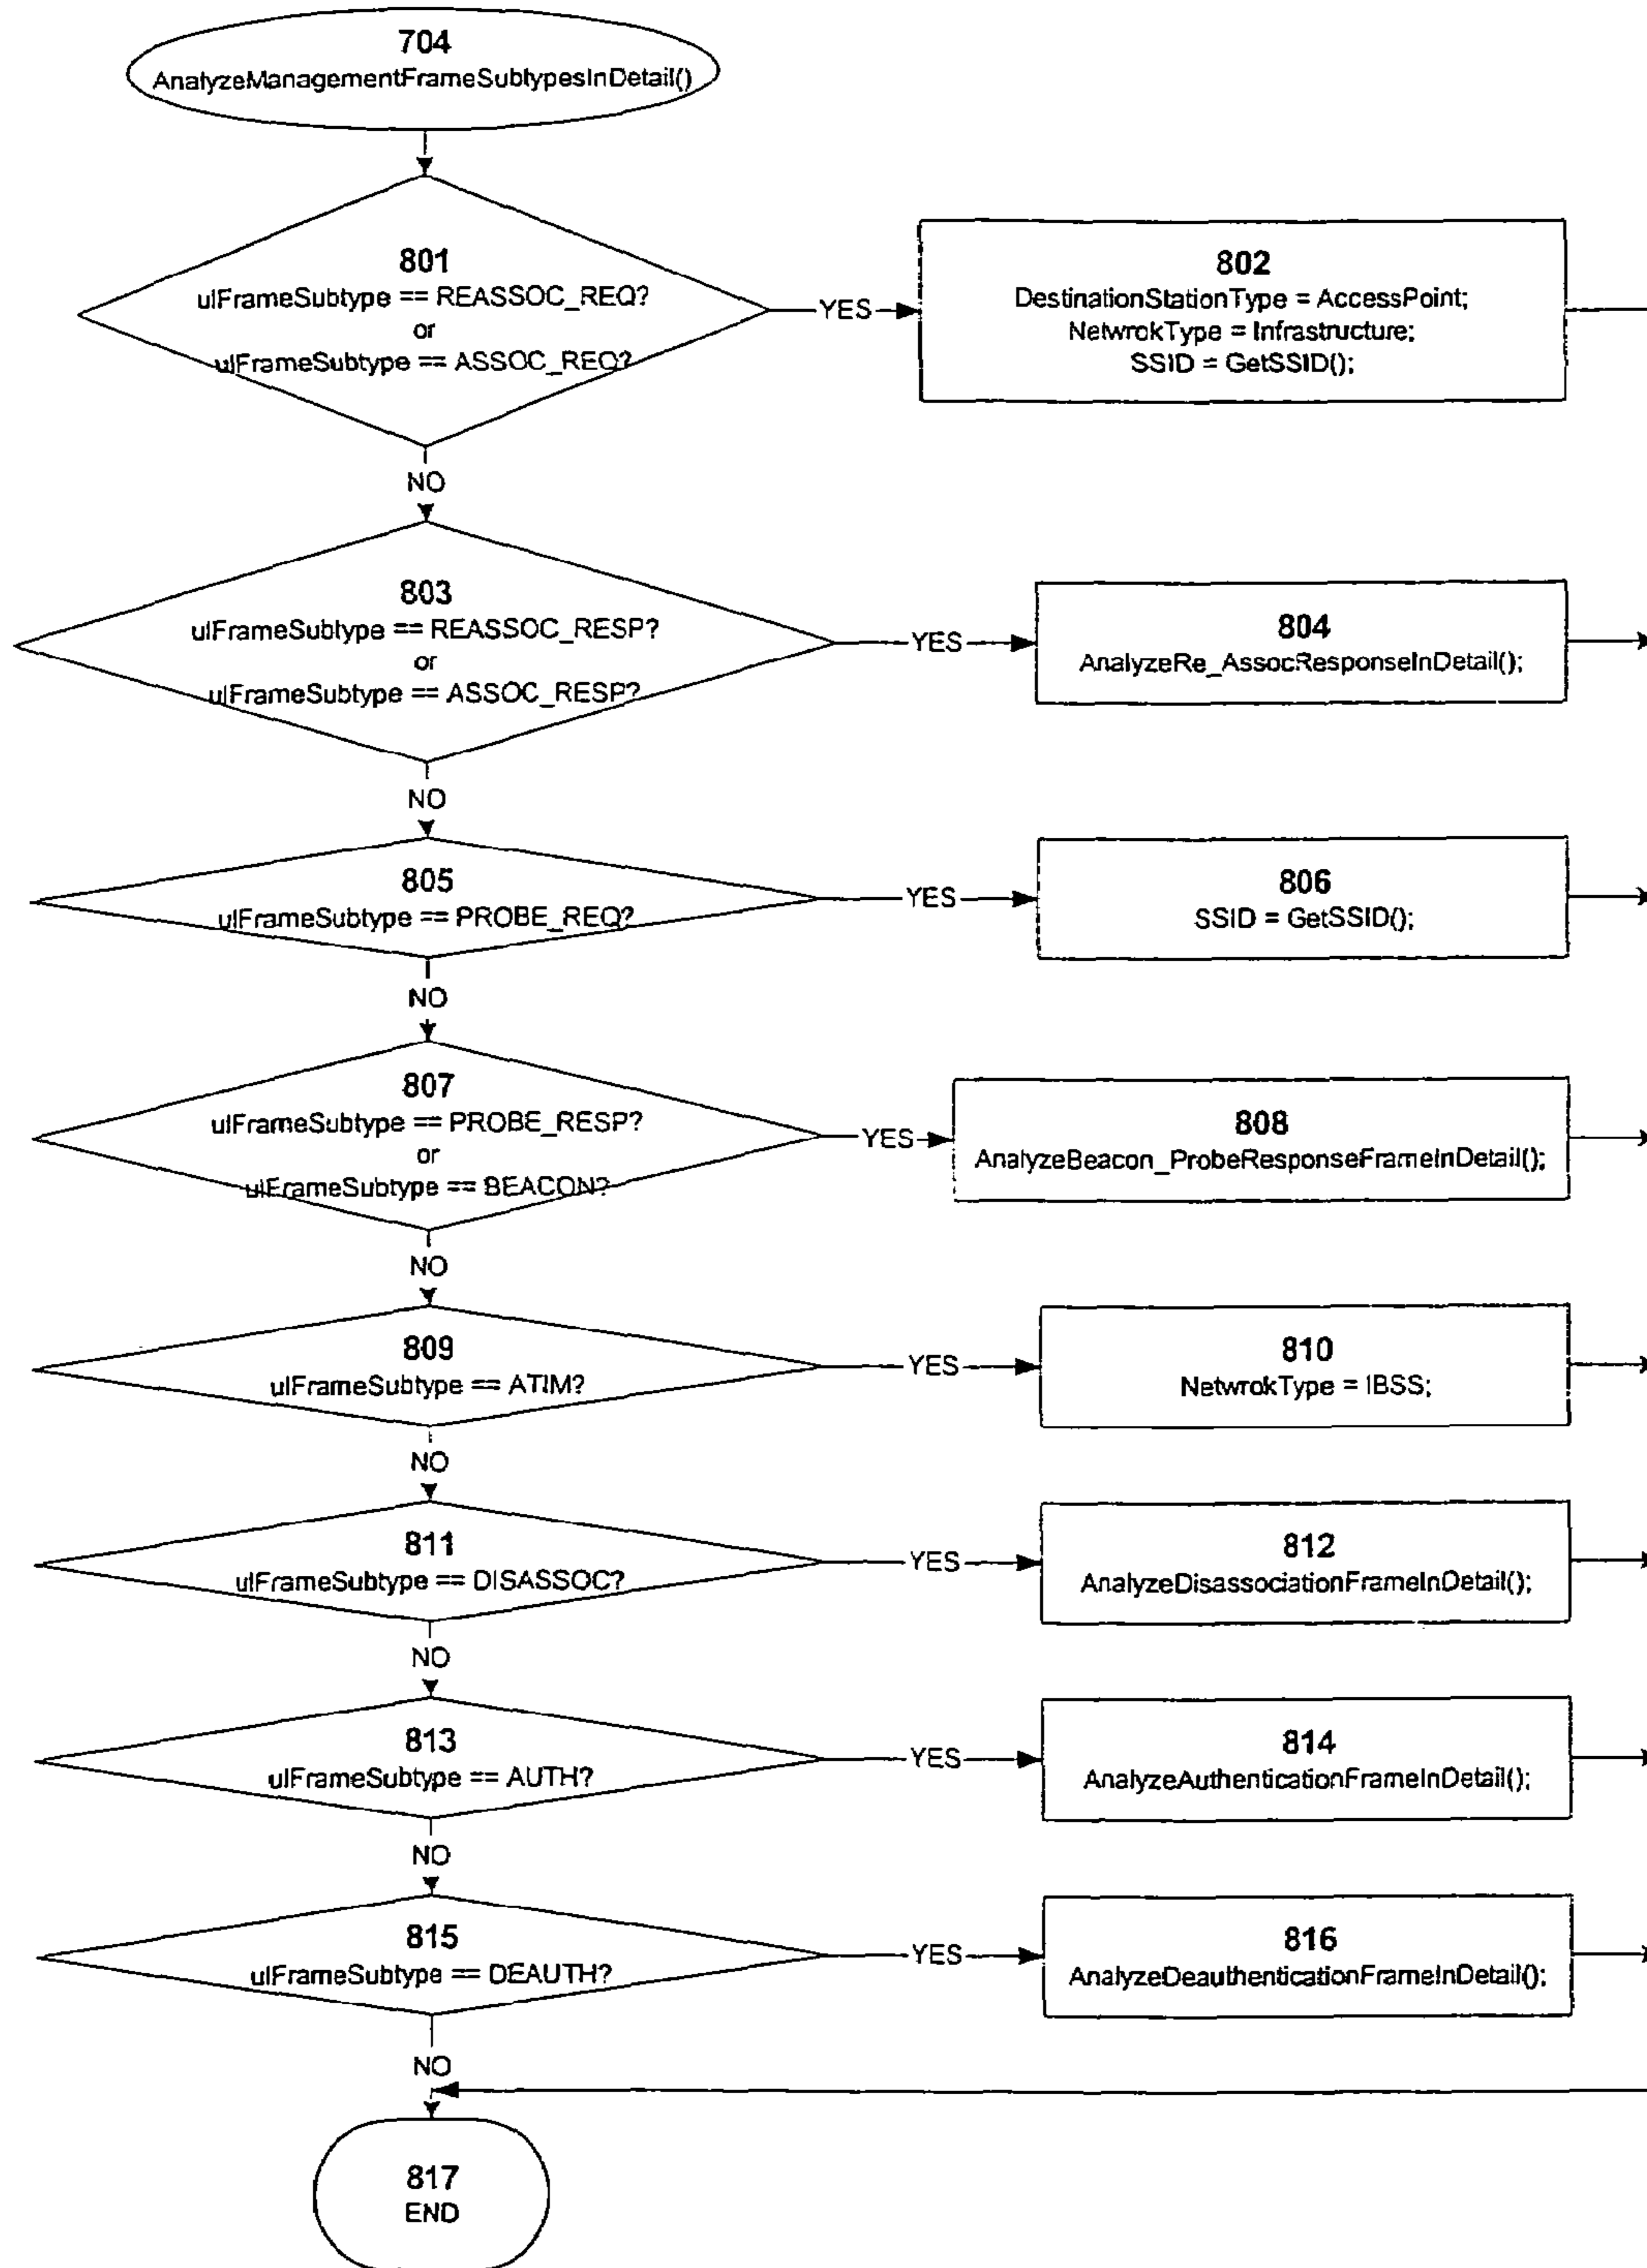 704
AnalyzeManagementFrameSubtypesInDetail()
801
ulFrameSubtype == REASSOC_REQ?
or
ulFrameSubtype == ASSOC_REQ?
YES
802
DestinationStationType = AccessPoint;
NetwrokType = Infrastructure;
SSID = GetSSID();
NO
803
ulFrameSubtype == REASSOC_RESP?
or
ulFrameSubtype == ASSOC_RESP?
YES
804
AnalyzeRe_AssocResponseInDetail();
NO
805
ulFrameSubtype == PROBE_REQ?
YES
806
SSID = GetSSID();
NO
807
ulFrameSubtype == PROBE_RESP?
or
ulFrameSubtype == BEACON?
YES
808
AnalyzeBeacon_ProbeResponseFrameInDetail();
NO
809
ulFrameSubtype == ATIM?
YES
810
NetwrokType = IBSS;
NO
811
ulFrameSubtype == DISASSOC?
YES
812
AnalyzeDisassociationFrameInDetail();
NO
813
ulFrameSubtype == AUTH?
YES
814
AnalyzeAuthenticationFrameInDetail();
NO
815
ulFrameSubtype == DEAUTH?
YES
816
AnalyzeDeauthenticationFrameInDetail();
NO
817
END